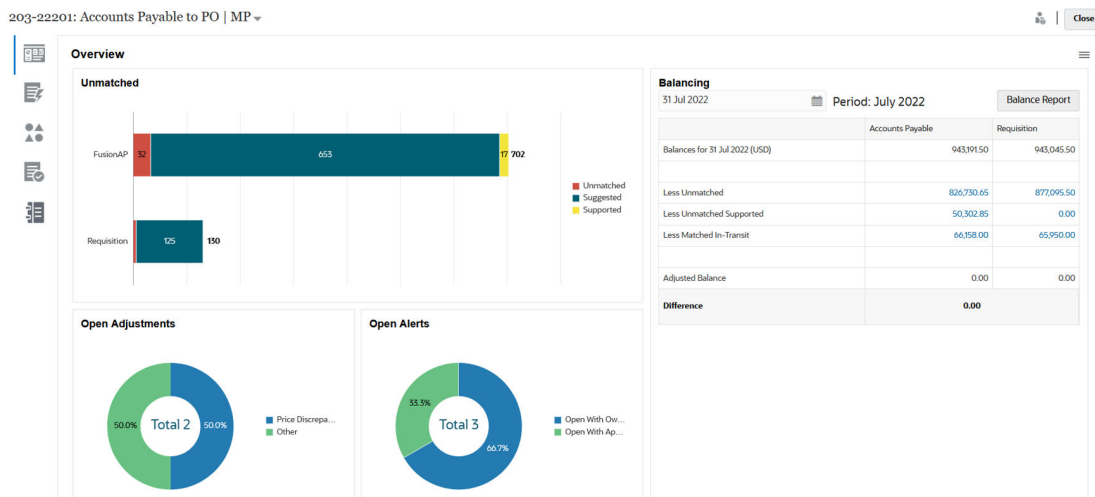 203-22201: Accounts Payable to PO | MP
Close
Overview
Unmatched
FusionAP
32
653
17
702
Requisition
125
130
Unmatched
Suggested
Supported
Balancing
31 Jul 2022
Period: July 2022
Balance Report
Accounts Payable Requisition
Balances for 31 Jul 2022 (USD) 943,191.50 943,045.50
Less Unmatched 826,730.65 877,095.50
Less Unmatched Supported 50,302.85 0.00
Less Matched In-Transit 66,158.00 65,950.00
Adjusted Balance 0.00 0.00
Difference 0.00
Open Adjustments
50.0%
Total 2
50.0%
Price Discrepa...
Other
Open Alerts
33.3%
Total 3
66.7%
Open With Ow...
Open With Ap...